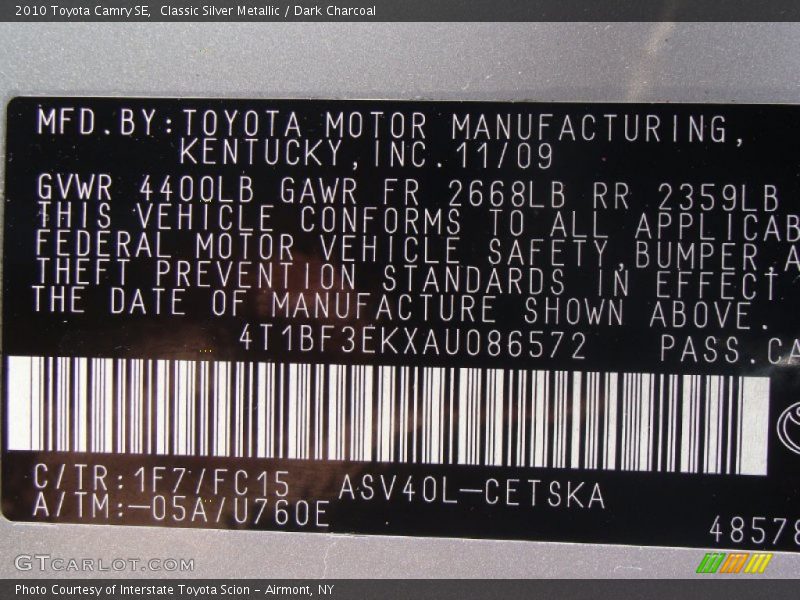 2010 Toyota Camry SE,  Classic Silver Metallic / Dark Charcoal
MFD.BY:TOYOTA MOTOR MANUFACTURING,
KENTUCKY,INC. 11/09
GVWR 4400LB GAWR FR 2668LB RR 2359LB
THIS VEHICLE CONFORMS TO ALL APPLICAB
FEDERAL MOTOR VEHICLE SAFETY,BUMPER,A
THEFT PREVENTION STANDARDS IN EFFECT
THE DATE OF MANUFACTURE SHOWN ABOVE.
4T1BF3EKXAU086572 PASS.CA
C/TR:1F7/FC15 ASV40L-CETSKA
A/TM:-05A/U760E
48578
GTCARLOT.COM
Photo Courtesy of Interstate Toyota Scion - Airmont, NY